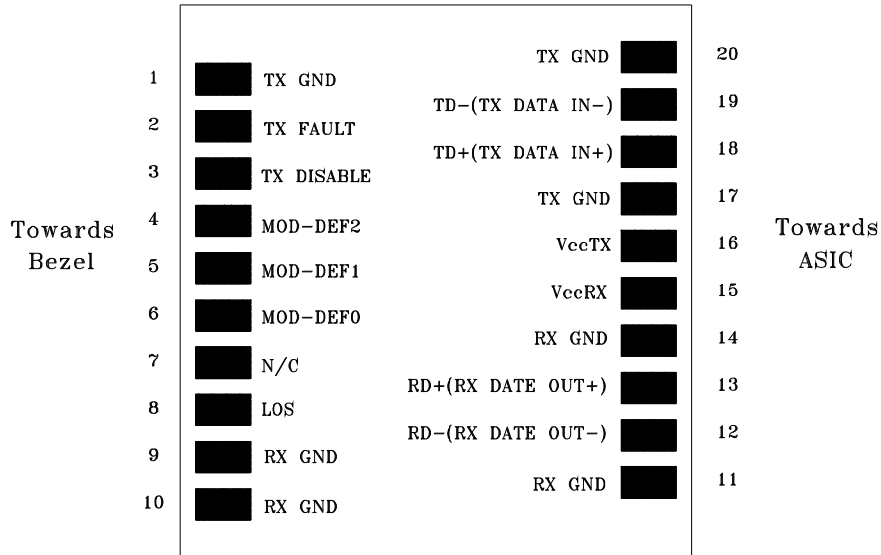 1 TX GND
2 TX FAULT
3 TX DISABLE
4 MOD-DEF2
5 MOD-DEF1
6 MOD-DEF0
7 N/C
8 LOS
9 RX GND
10 RX GND
Towards
Bezel
TX GND 20
TD-(TX DATA IN-) 19
TD+(TX DATA IN+) 18
TX GND 17
VccTX 16
VccRX 15
RX GND 14
RD+(RX DATE OUT+) 13
RD-(RX DATE OUT-) 12
RX GND 11
Towards
ASIC